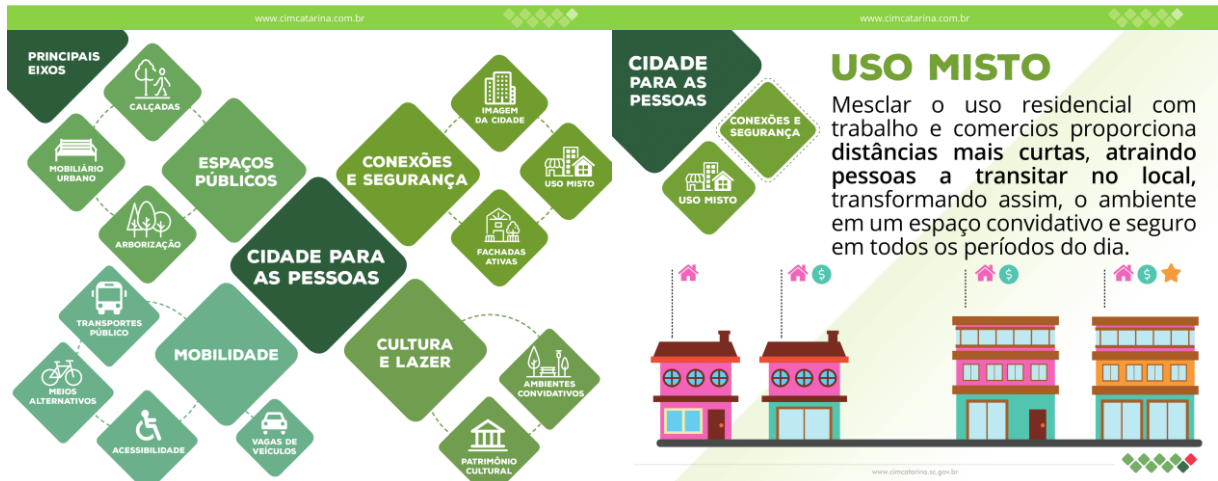 www.cimcatarina.com.br
PRINCIPAIS
EIXOS
CALÇADAS
MOBILIÁRIO
URBANO
ARBORIZAÇÃO
ESPAÇOS
PÚBLICOS
CONEXÕES
E SEGURANÇA
IMAGEM
DA CIDADE
USO MISTO
FACHADAS
ATIVAS
CIDADE PARA
AS PESSOAS
TRANSPORTES
PÚBLICO
MEIOS
ALTERNATIVOS
ACESSIBILIDADE
VAGAS DE
VEÍCULOS
MOBILIDADE
CULTURA
E LAZER
AMBIENTES
CONVIDATIVOS
PATRIMÔNIO
CULTURAL
www.cimcatarina.com.br
CIDADE
PARA AS
PESSOAS
CONEXÕES E
SEGURANÇA
USO MISTO
USO MISTO
Mesclar o uso residencial com
trabalho e comercios proporciona
distâncias mais curtas, atraindo
pessoas a transitar no local,
transformando assim, o ambiente
em um espaço convidativo e seguro
em todos os períodos do dia.
$
$
$
www.cimcatarina.sc.gov.br